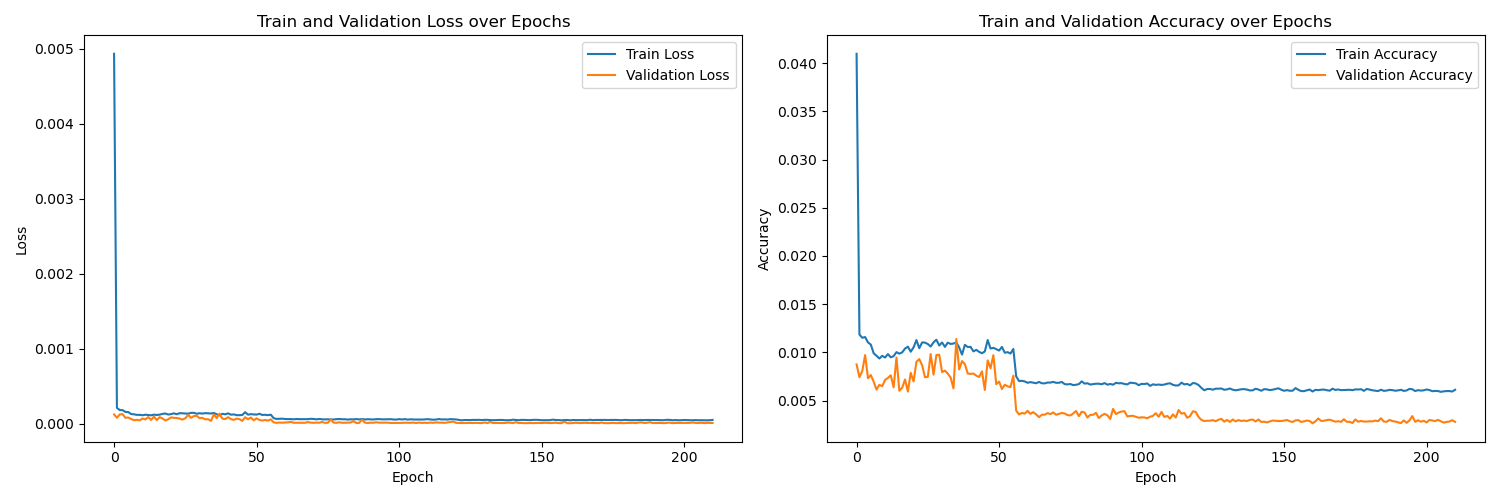 Train and Validation Loss over Epochs
Train Loss
Validation Loss
0.005
0.004
0.003
0.002
0.001
0.000
Loss
0
50
100
150
200
Epoch
Train and Validation Accuracy over Epochs
Train Accuracy
Validation Accuracy
0.040
0.035
0.030
0.025
0.020
0.015
0.010
0.005
Accuracy
0
50
100
150
200
Epoch